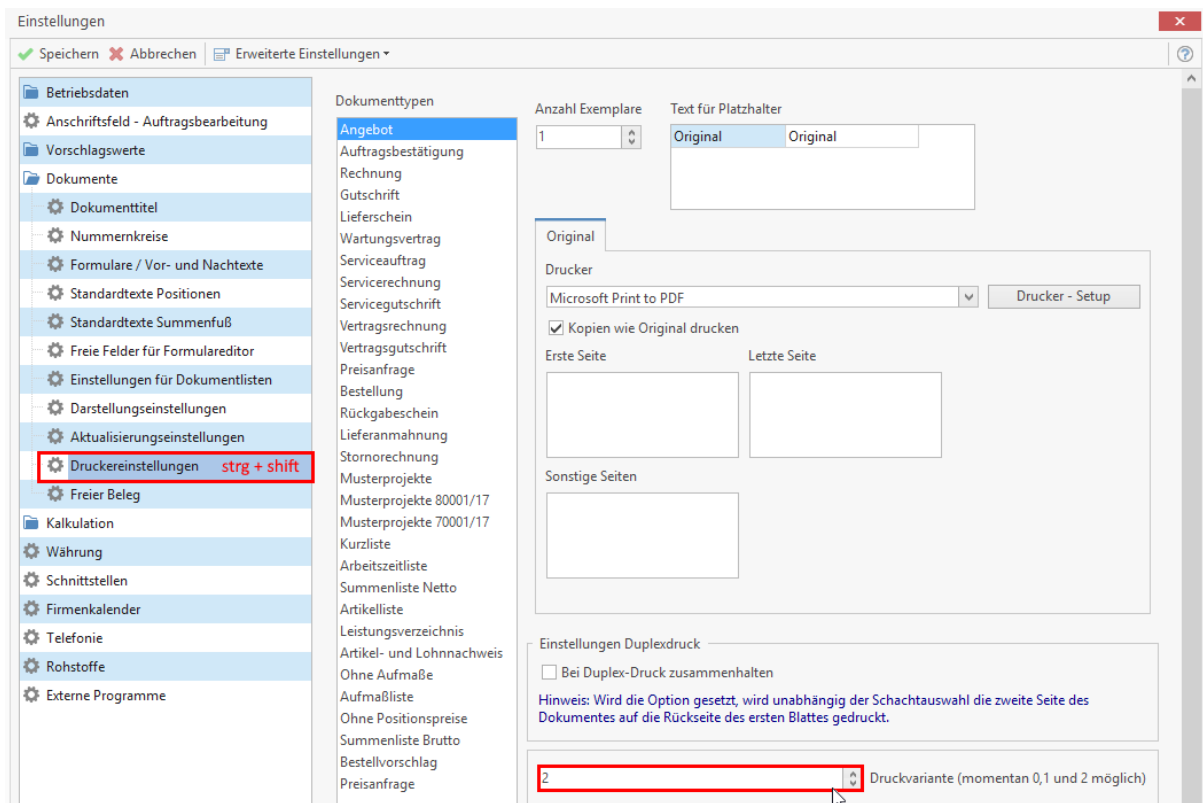 Einstellungen
Speichern Abbrechen Erweiterte Einstellungen
Betriebsdaten
Anschriftsfeld - Auftragsbearbeitung
Vorschlagswerte
Dokumente
Dokumenttitel
Nummernkreise
Formulare / Vor- und Nachtexte
Standardtexte Positionen
Standardtexte Summenfuß
Freie Felder für Formulareditor
Einstellungen für Dokumentlisten
Darstellungseinstellungen
Aktualisierungseinstellungen
Druckereinstellungen strg + shift
Freier Beleg
Kalkulation
Währung
Schnittstellen
Firmenkalender
Telefonie
Rohstoffe
Externe Programme
Dokumenttypen
Angebot
Auftragsbestätigung
Rechnung
Gutschrift
Lieferschein
Wartungsvertrag
Serviceauftrag
Servicerechnung
Servicegutschrift
Vertragsrechnung
Vertragsgutschrift
Preisanfrage
Bestellung
Rückgabeschein
Lieferanmahnung
Stornorechnung
Musterprojekte
Musterprojekte 80001/17
Musterprojekte 70001/17
Kurzliste
Arbeitszeitliste
Summenliste Netto
Artikelliste
Leistungsverzeichnis
Artikel- und Lohnnachweis
Ohne Aufmaße
Aufmaßliste
Ohne Positionspreise
Summenliste Brutto
Bestellvorschlag
Preisanfrage
Anzahl Exemplare Text für Platzhalter
1 Original Original
Original
Drucker
Microsoft Print to PDF Drucker - Setup
Kopien wie Original drucken
Erste Seite Letzte Seite
Sonstige Seiten
Einstellungen Duplexdruck
Bei Duplex-Druck zusammenhalten
Hinweis: Wird die Option gesetzt, wird unabhängig der Schachtauswahl die zweite Seite des
Dokumentes auf die Rückseite des ersten Blattes gedruckt.
2 Druckvariante (momentan 0,1 und 2 möglich)